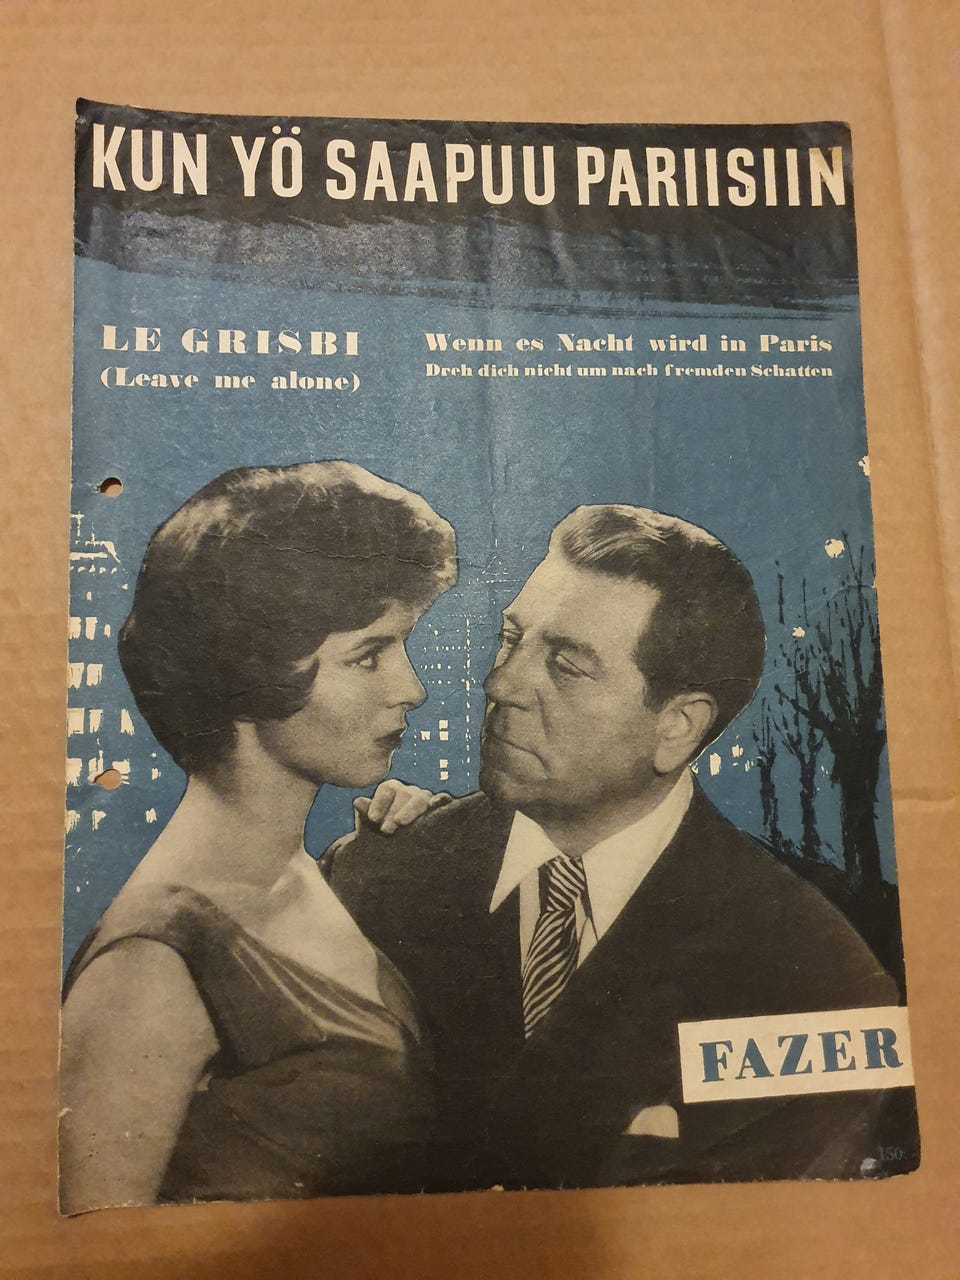 KUN YÖ SAAPUU PARIISIIN
LE GRISBI
(Leave me alone)
Wenn es Nacht wird in Paris
Dreh dich nicht um nach fremden Schatten
FAZER
150: